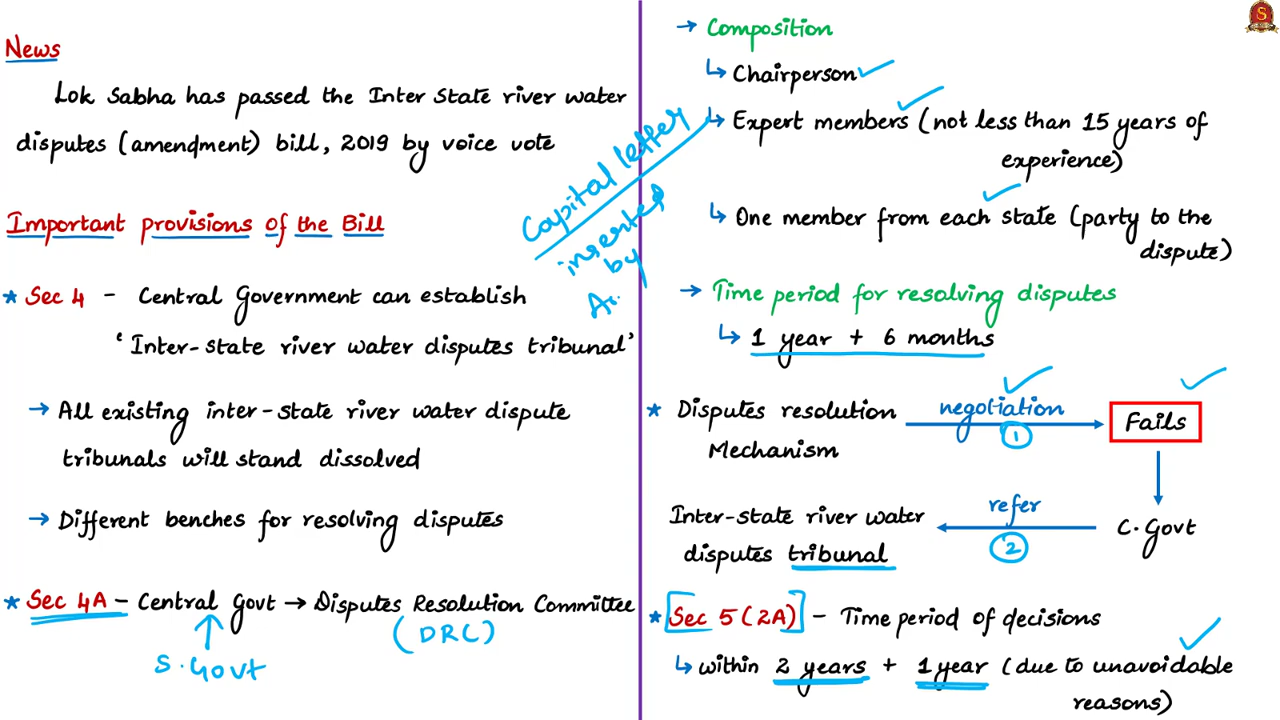 News
Lok Sabha has passed the Inter State river water
disputes (amendment) bill, 2019 by voice vote
Important provisions of the Bill
* Sec 4 - Central Government can establish
'Inter-state river water disputes tribunal'
→ All existing inter-state river water dispute
tribunals will stand dissolved
→ Different benches for resolving disputes
* Sec 4A - Central Govt → Disputes Resolution Committee
(DRC)
S. Govt
Capital letter
inserted
by
→ Composition
↳ Chairperson
↳ Expert members (not less than 15 years of
experience)
↳ One member from each state (party to the
dispute)
→ Time period for resolving disputes
↳ 1 year + 6 months
* Disputes resolution
Mechanism
negotiation
1
Fails
C. Govt
refer
2
Inter-state river water
disputes tribunal
* [Sec 5 (2A)] - Time period of decisions
↳ within 2 years + 1 year (due to unavoidable
reasons)
S